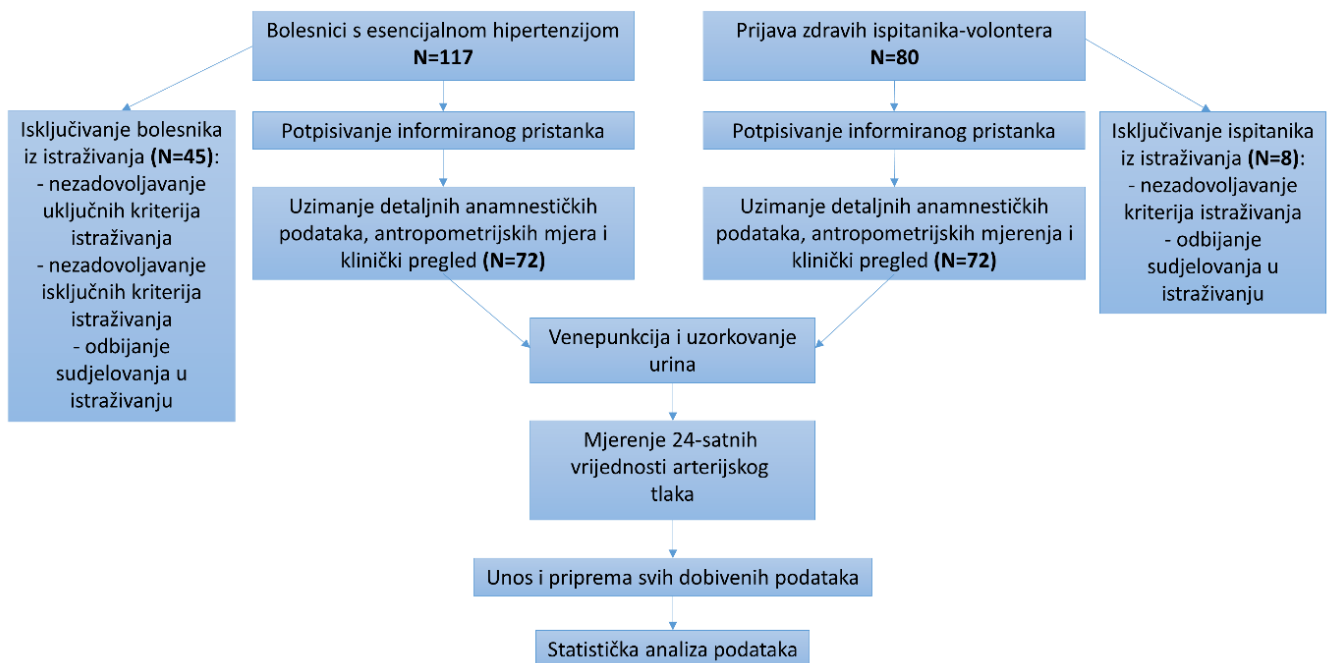 Bolesnici s esencijalnom hipertenzijom
N=117
Prijava zdravih ispitanika-volontera
N=80
Isključivanje bolesnika
iz istraživanja (N=45):
- nezadovoljavanje
uključnih kriterija
istraživanja
- nezadovoljavanje
isključnih kriterija
istraživanja
- odbijanje
sudjelovanja u
istraživanju
Potpisivanje informiranog pristanka
Potpisivanje informiranog pristanka
Isključivanje ispitanika
iz istraživanja (N=8):
- nezadovoljavanje
kriterija istraživanja
- odbijanje
sudjelovanja u
istraživanju
Uzimanje detaljnih anamnestičkih
podataka, antropometrijskih mjera i
klinički pregled (N=72)
Uzimanje detaljnih anamnestičkih
podataka, antropometrijskih mjerenja i
klinički pregled (N=72)
Venepunkcija i uzorkovanje
urina
Mjerenje 24-satnih
vrijednosti arterijskog
tlaka
Unos i priprema svih dobivenih podataka
Statistička analiza podataka